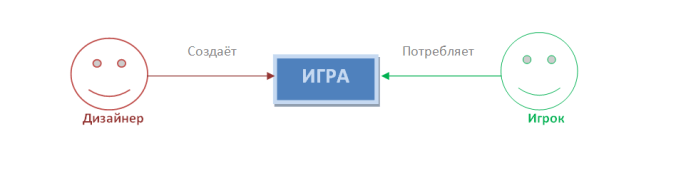 Создаёт
Потребляет
ИГРА
Дизайнер
Игрок